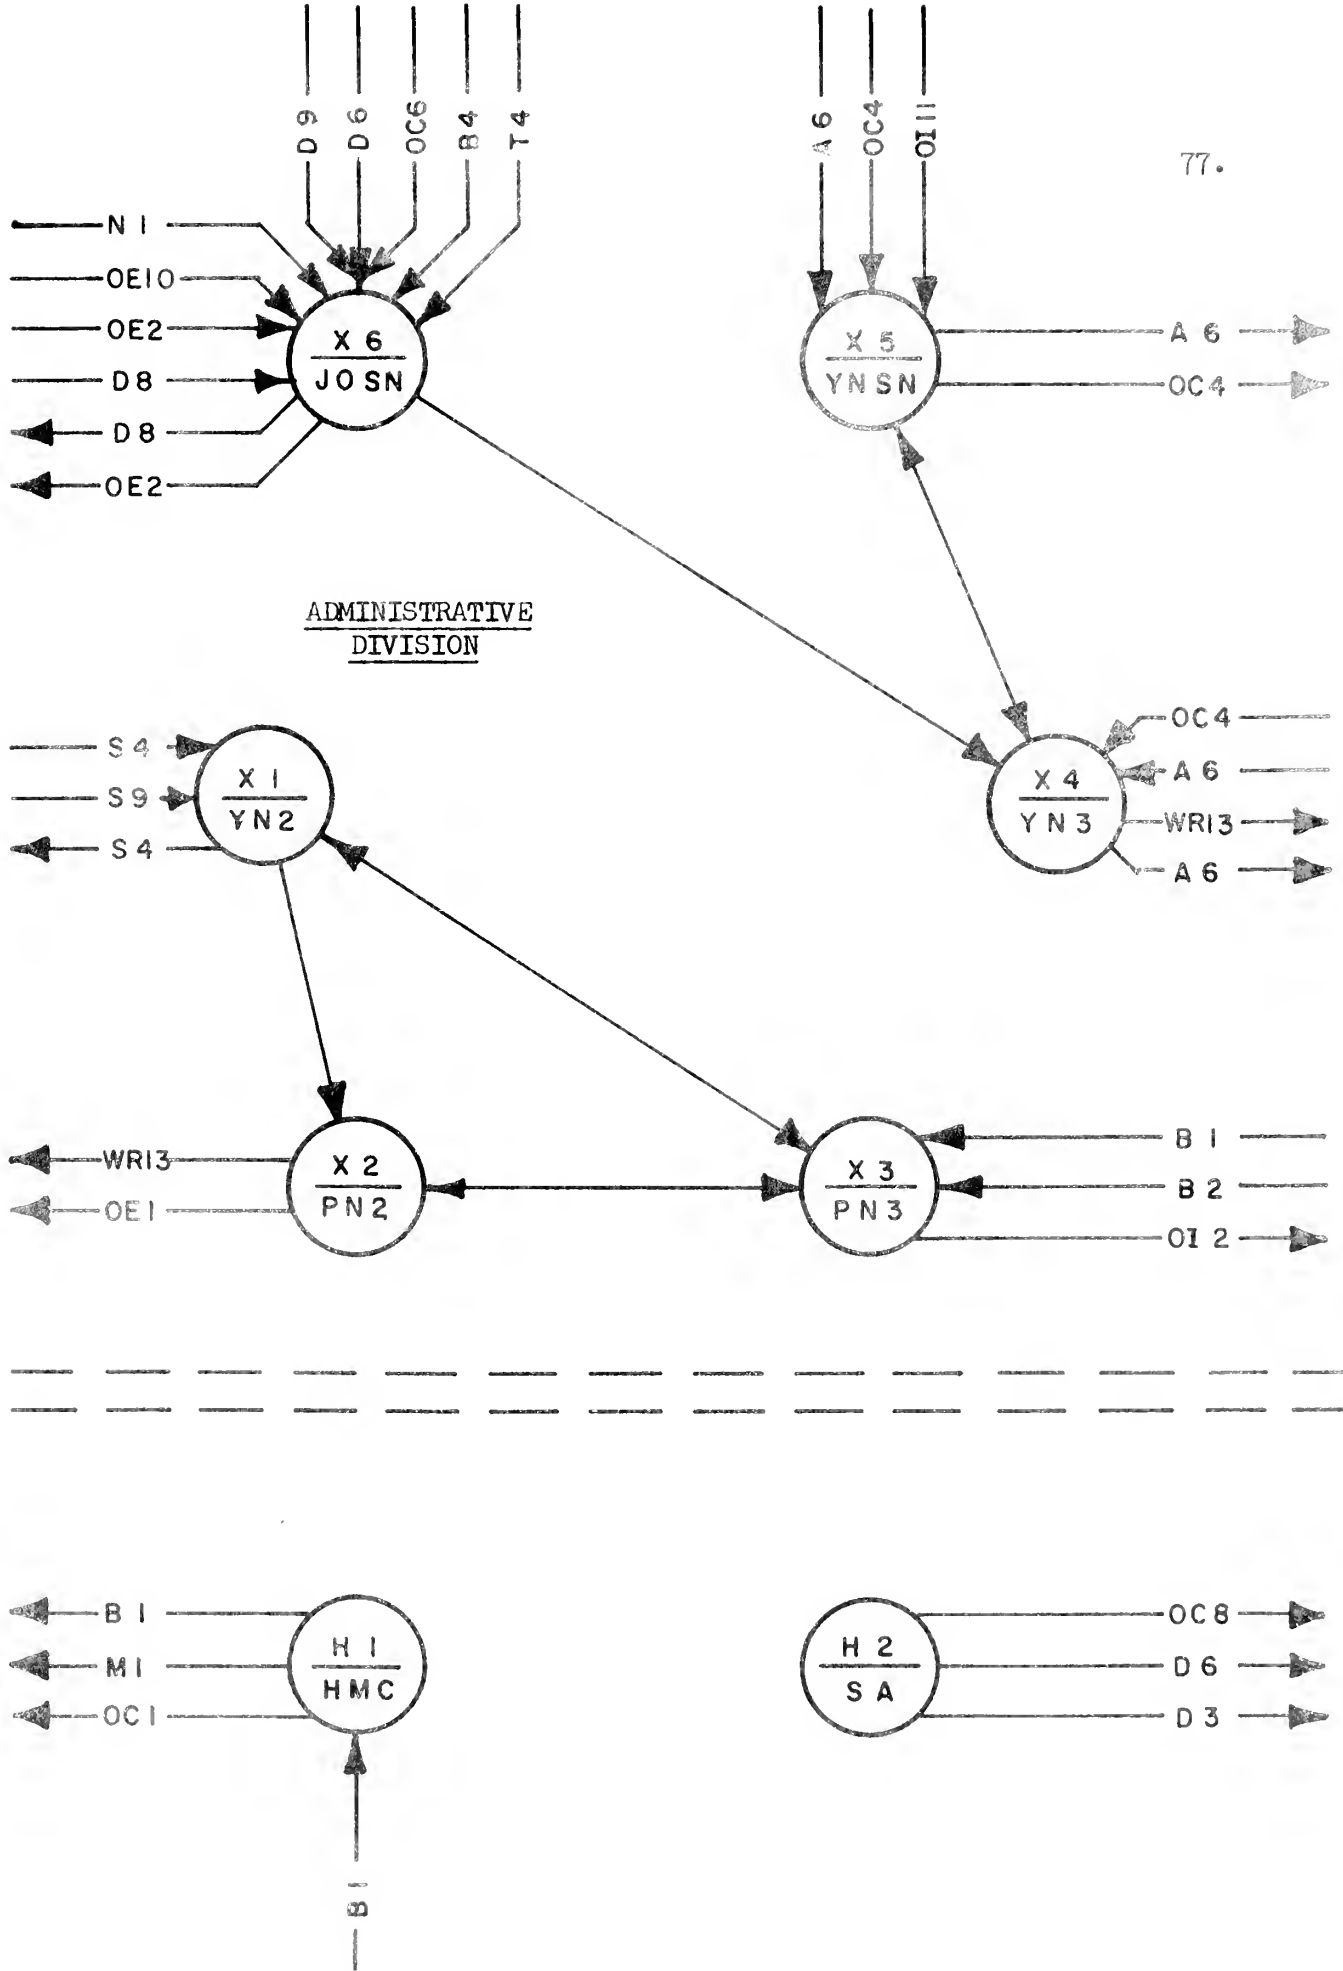 D9
D6
OC6
B4
T4
A6
OC4
OI11
77.
N1
OE10
OE2
D8
D8
OE2
X6
JOSN
X5
YNSN
A6
OC4
ADMINISTRATIVE
DIVISION
S4
S9
S4
X1
YN2
X4
YN3
OC4
A6
WR13
A6
WR13
OE1
X2
PN2
X3
PN3
B1
B2
OI2
B1
M1
OC1
H1
HMC
H2
SA
OC8
D6
D3
B1